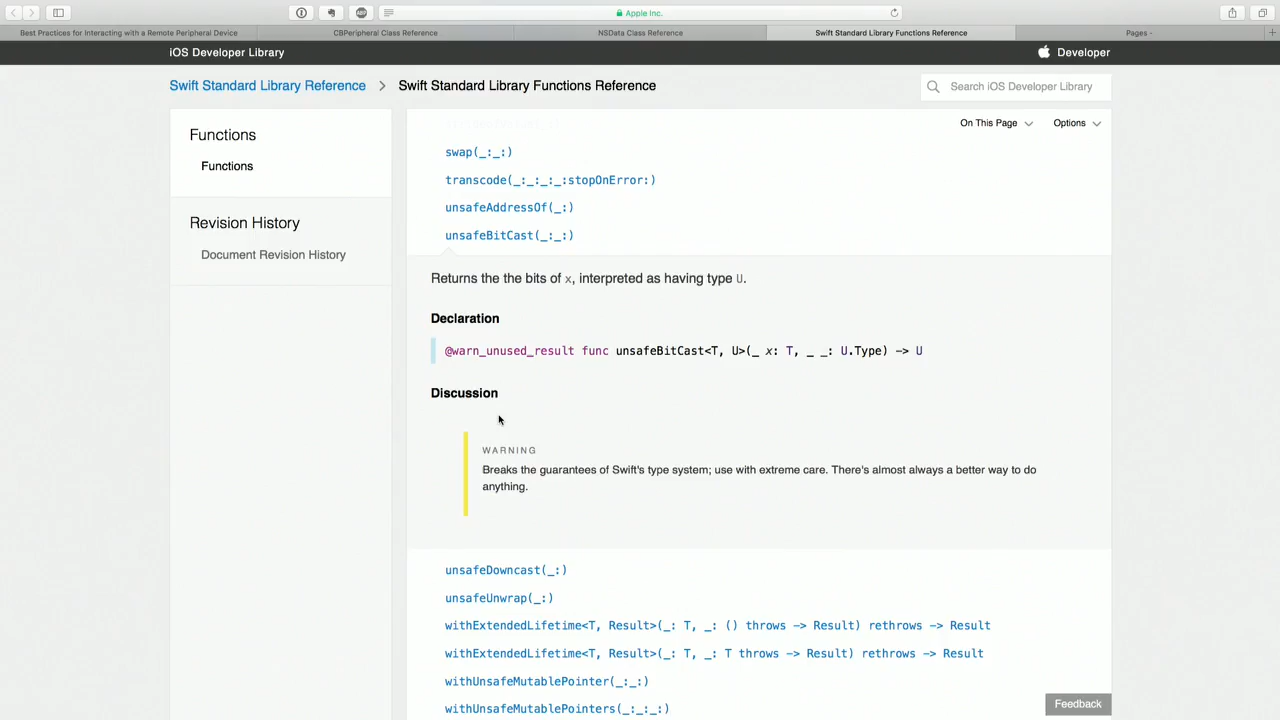 Apple Inc.
Best Practices for Interacting with a Remote Peripheral Device
CBPeripheral Class Reference
NSData Class Reference
Swift Standard Library Functions Reference
Pages -
iOS Developer Library
Developer
Swift Standard Library Reference
Swift Standard Library Functions Reference
Search iOS Developer Library
Functions
Functions
Revision History
Document Revision History
On This Page
Options
swap(_:_:)
transcode(_:_:_:_:stopOnError:)
unsafeAddressOf(_:)
unsafeBitCast(_:_:)
Returns the the bits of x, interpreted as having type U.
Declaration
@warn_unused_result func unsafeBitCast<T, U>(_ x: T, _ _: U.Type) -> U
Discussion
WARNING
Breaks the guarantees of Swift's type system; use with extreme care. There's almost always a better way to do
anything.
unsafeDowncast(_:)
unsafeUnwrap(_:)
withExtendedLifetime<T, Result>(_: T, _: () throws -> Result) rethrows -> Result
withExtendedLifetime<T, Result>(_: T, _: T throws -> Result) rethrows -> Result
withUnsafeMutablePointer(_:_:)
withUnsafeMutablePointers(_:_:_:)
Feedback